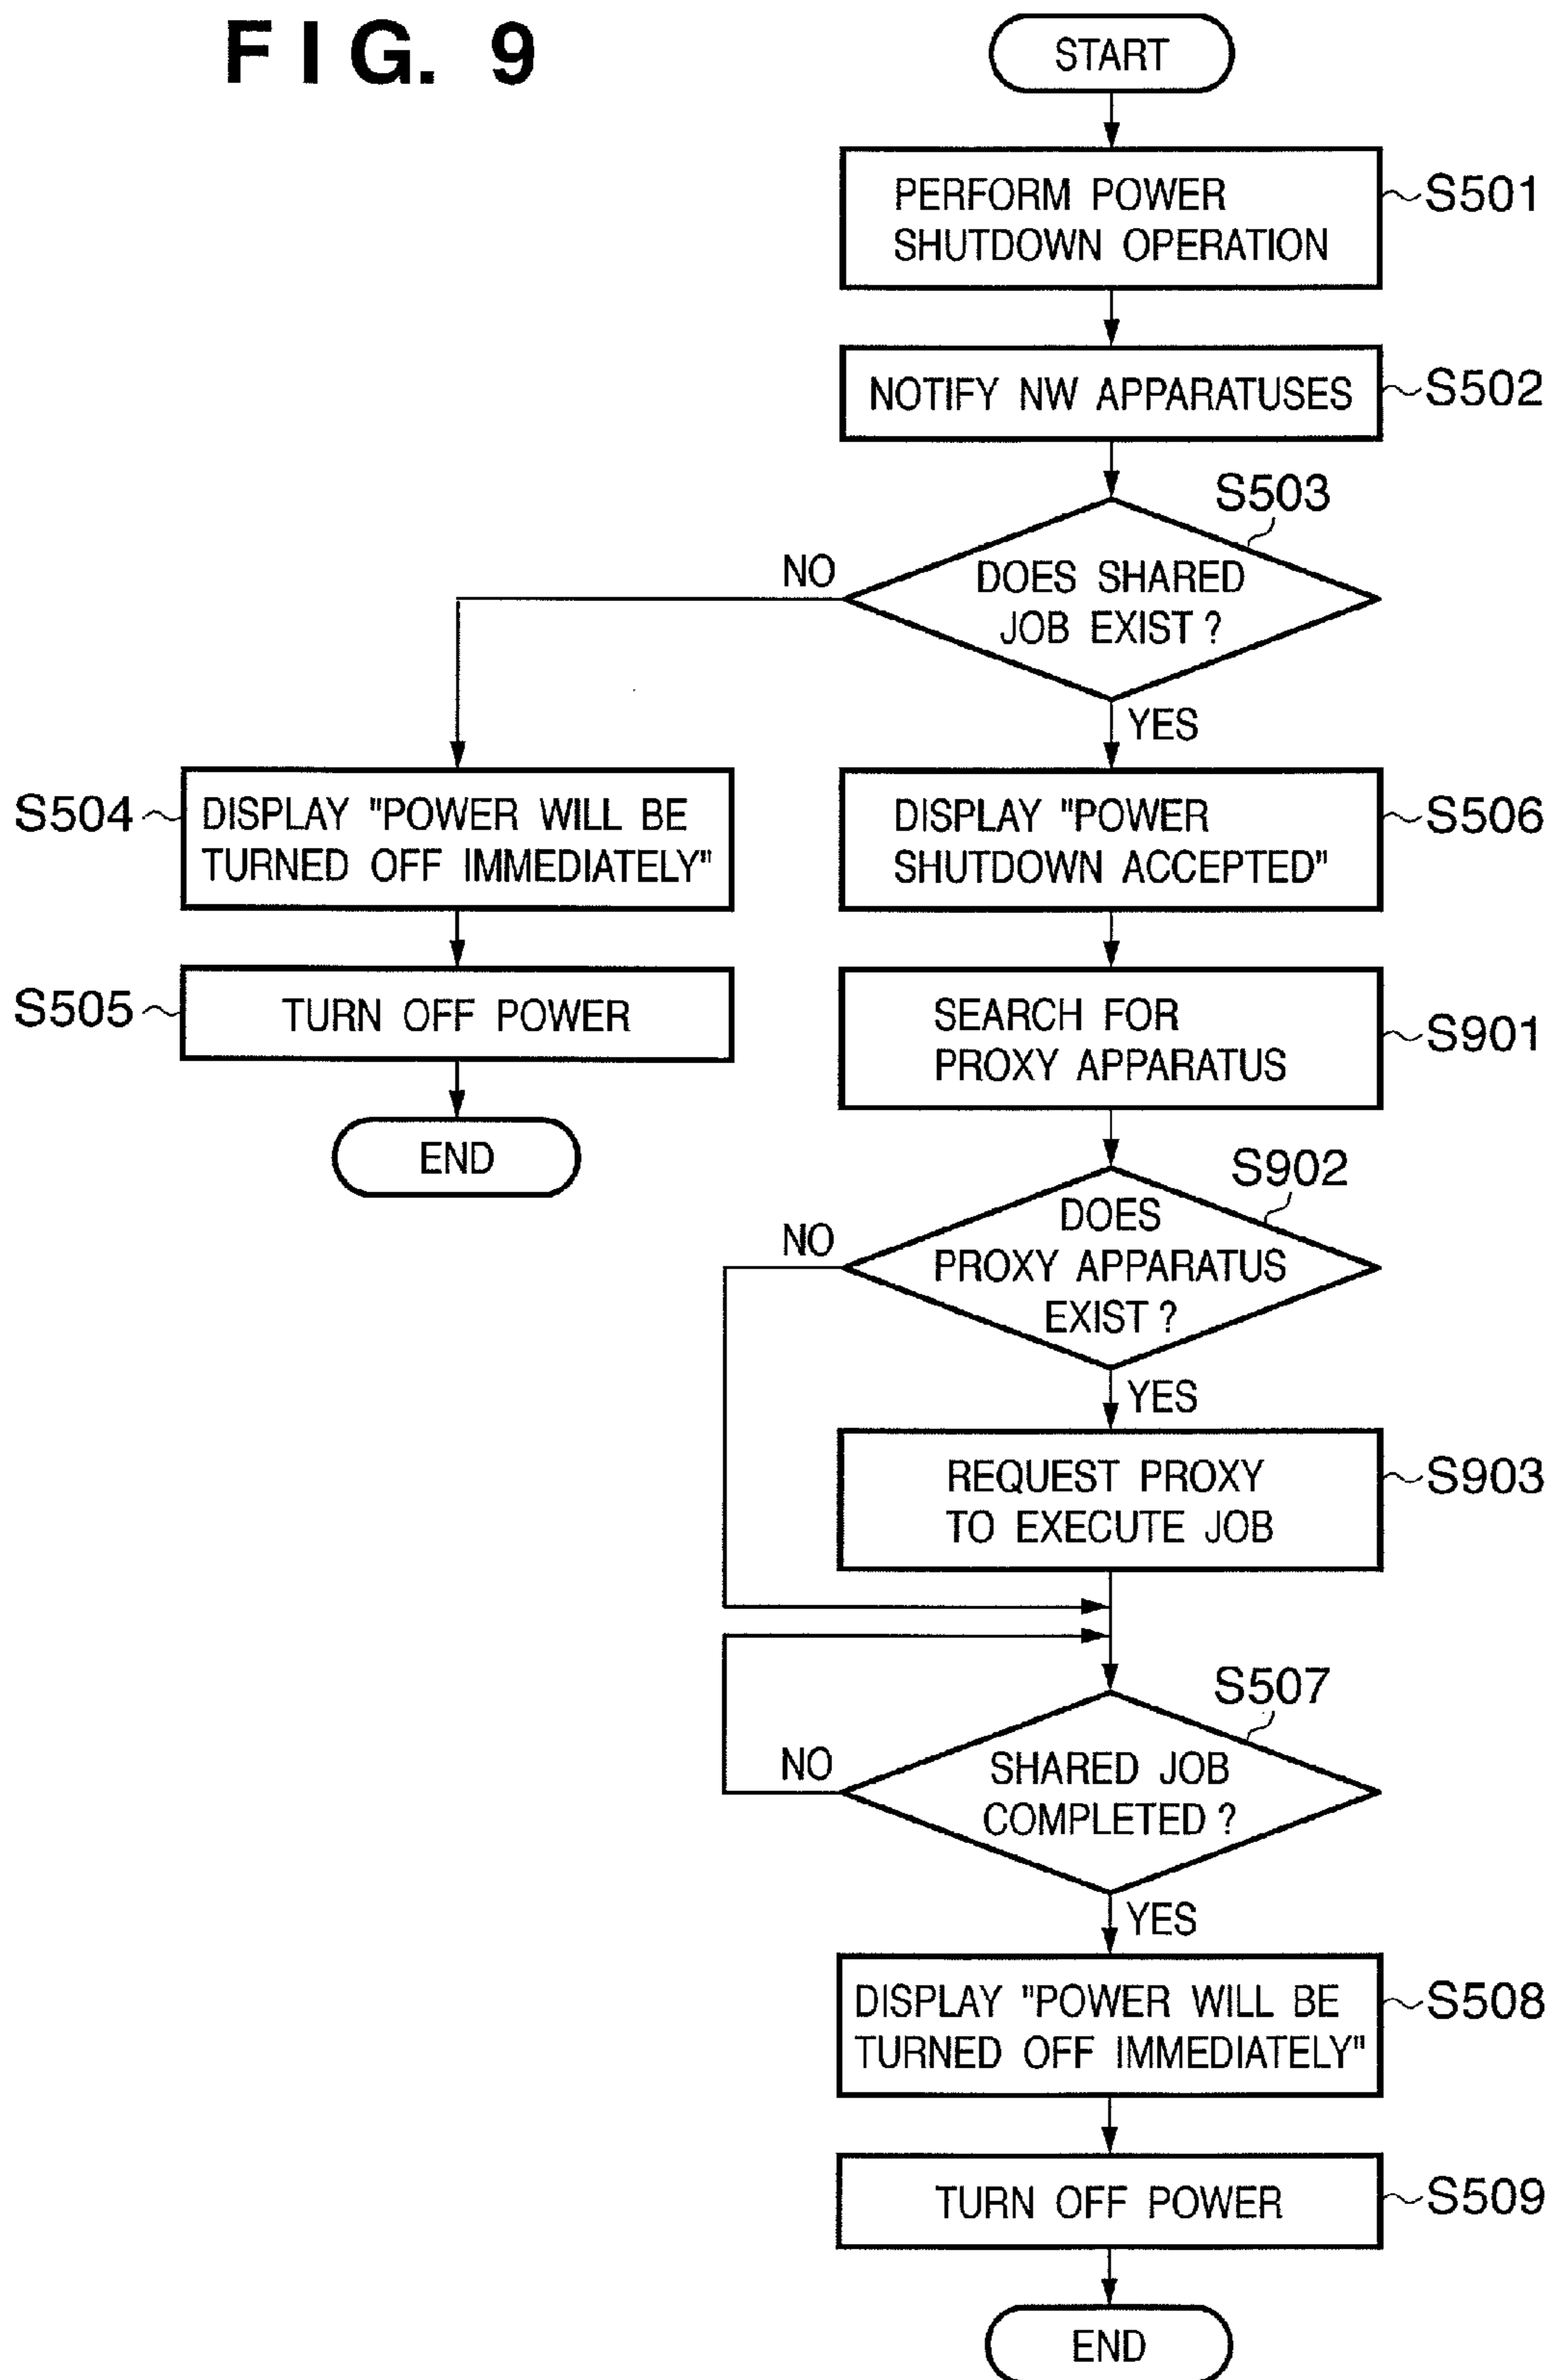 FIG. 9
START
PERFORM POWER
SHUTDOWN OPERATION
S501
NOTIFY NW APPARATUSES
S502
S503
DOES SHARED
JOB EXIST ?
NO
YES
S504
DISPLAY "POWER WILL BE
TURNED OFF IMMEDIATELY"
S505
TURN OFF POWER
END
DISPLAY "POWER
SHUTDOWN ACCEPTED"
S506
SEARCH FOR
PROXY APPARATUS
S901
S902
DOES
PROXY APPARATUS
EXIST ?
NO
YES
REQUEST PROXY
TO EXECUTE JOB
S903
S507
SHARED JOB
COMPLETED ?
NO
YES
DISPLAY "POWER WILL BE
TURNED OFF IMMEDIATELY"
S508
TURN OFF POWER
S509
END